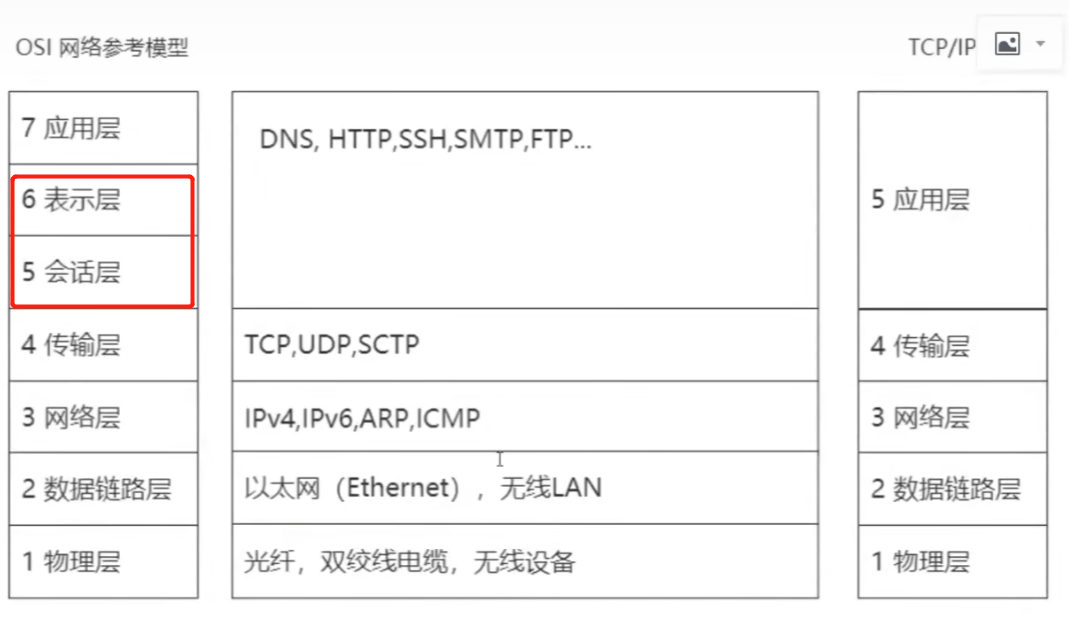 OSI 网络参考模型
TCP/IP
7 应用层
DNS, HTTP,SSH,SMTP,FTP...
6 表示层
5 应用层
5 会话层
4 传输层
TCP,UDP,SCTP
4 传输层
3 网络层
IPv4,IPv6,ARP,ICMP
3 网络层
2 数据链路层
以太网（Ethernet），无线LAN
2 数据链路层
1 物理层
光纤，双绞线电缆，无线设备
1 物理层